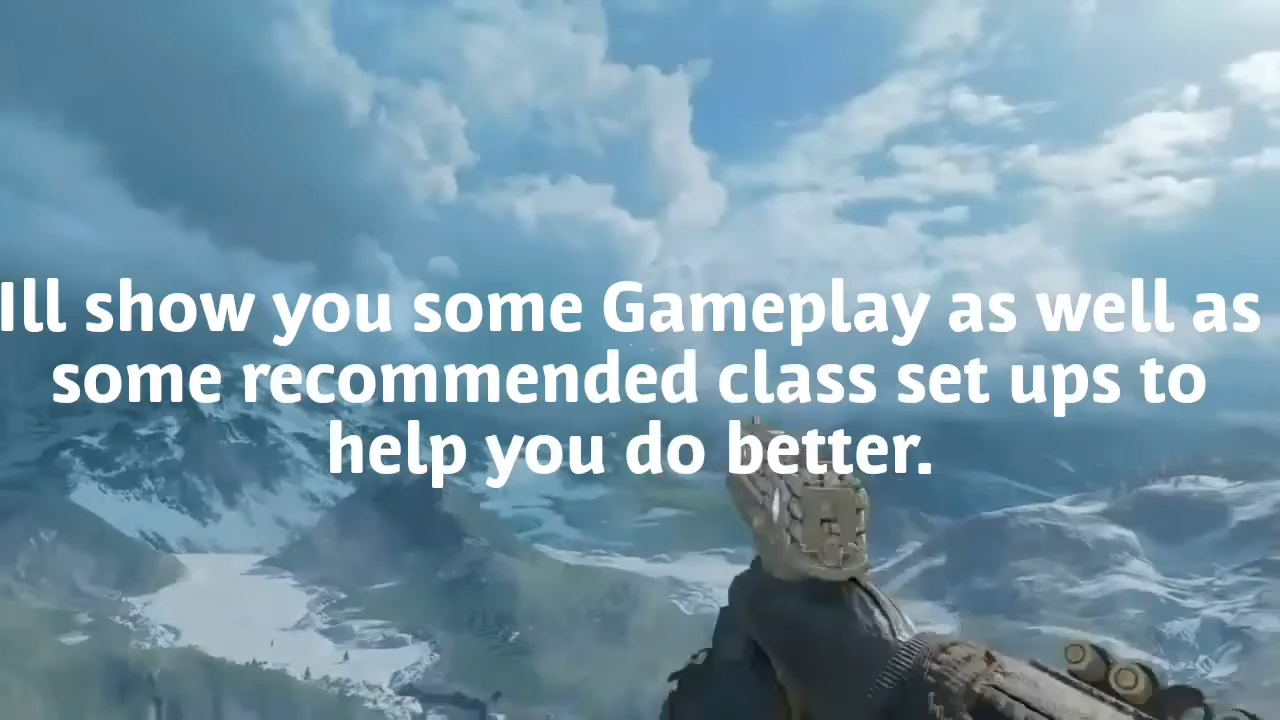 Ill show you some Gameplay as well as
some recommended class set ups to
help you do better.